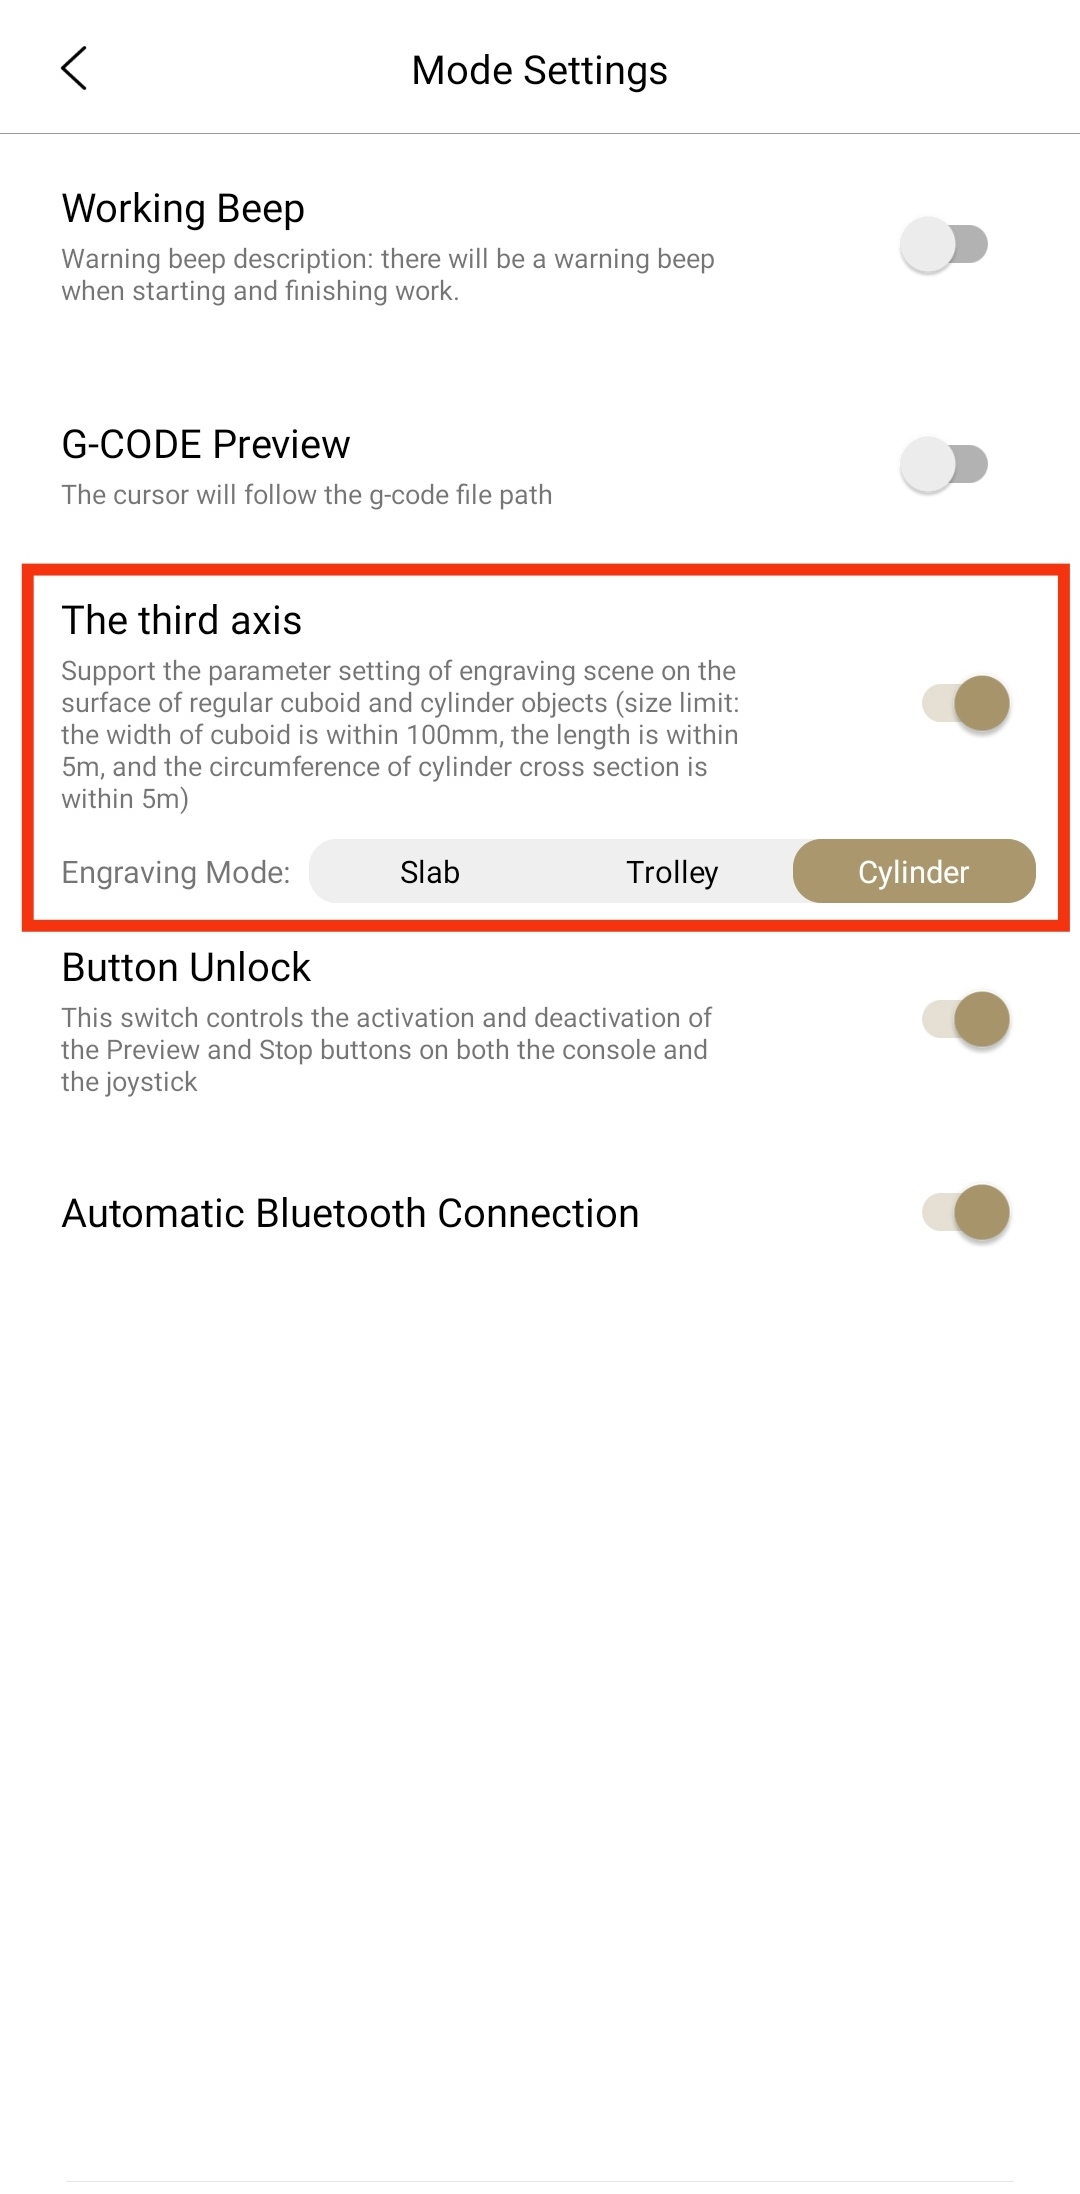 Mode Settings
Working Beep
Warning beep description: there will be a warning beep
when starting and finishing work.
G-CODE Preview
The cursor will follow the g-code file path
The third axis
Support the parameter setting of engraving scene on the
surface of regular cuboid and cylinder objects (size limit:
the width of cuboid is within 100mm, the length is within
5m, and the circumference of cylinder cross section is
within 5m)
Engraving Mode: Slab Trolley Cylinder
Button Unlock
This switch controls the activation and deactivation of
the Preview and Stop buttons on both the console and
the joystick
Automatic Bluetooth Connection